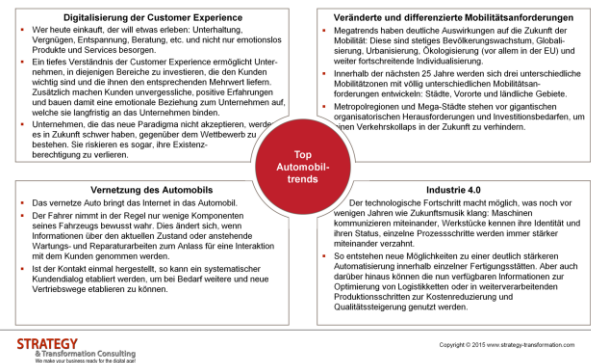 Digitalisierung der Customer Experience
Wer heute einkauft, der will etwas erleben: Unterhaltung,
Vergnügen, Entspannung, Beratung, etc. und nicht nur emotionslos
Produkte und Services besorgen.
Ein tiefes Verständnis der Customer Experience ermöglicht Unter-
nehmen, in diejenigen Bereiche zu investieren, die den Kunden
wichtig sind und die ihnen den entsprechenden Mehrwert liefern.
Zusätzlich machen Kunden unvergessliche, positive Erfahrungen
und bauen damit eine emotionale Beziehung zum Unternehmen auf,
welche sie langfristig an das Unternehmen binden.
Unternehmen, die das neue Paradigma nicht akzeptieren, werde
es in Zukunft schwer haben, gegenüber dem Wettbewerb zu
bestehen. Sie riskieren es sogar, ihre Existenz-
berechtigung zu verlieren.
Veränderte und differenzierte Mobilitätsanforderungen
Megatrends haben deutliche Auswirkungen auf die Zukunft der
Mobilität: Diese sind stetiges Bevölkerungswachstum, Globali-
sierung, Urbanisierung, Ökologisierung (vor allem in der EU) und
weiter fortschreitende Individualisierung.
Innerhalb der nächsten 25 Jahre werden sich drei unterschiedliche
Mobilitätzonen mit völlig unterschiedlichen Mobilitätsan-
forderungen entwickeln: Städte, Vororte und ländliche Gebiete.
Metropolregionen und Mega-Städte stehen vor gigantischen
organisatorischen Herausforderungen und Investitionsbedarfen, um
einen Verkehrskollaps in der Zukunft zu verhindern.
Top
Automobil-
trends
Vernetzung des Automobils
Das vernetze Auto bringt das Internet in das Automobil.
Der Fahrer nimmt in der Regel nur wenige Komponenten
seines Fahrzeugs bewusst wahr. Dies ändert sich, wenn
Informationen über den aktuellen Zustand oder anstehende
Wartungs- und Reparaturarbeiten zum Anlass für eine Interaktion
mit dem Kunden genommen werden.
Ist der Kontakt einmal hergestellt, so kann ein systematischer
Kundendialog etabliert werden, um bei Bedarf weitere und neue
Vertriebswege etablieren zu können.
Industrie 4.0
Der technologische Fortschritt macht möglich, was noch vor
wenigen Jahren wie Zukunftsmusik klang: Maschinen
kommunizieren miteinander, Werkstücke kennen ihre Identität und
ihren Status, einzelne Prozessschritte werden immer stärker
miteinander verzahnt.
So entstehen neue Möglichkeiten zu einer deutlich stärkeren
Automatisierung innerhalb einzelner Fertigungsstätten. Aber auch
darüber hinaus können die nun verfügbaren Informationen zur
Optimierung von Logistikketten oder in weiterverarbeitenden
Produktionsschritten zur Kostenreduzierung und
Qualitätssteigerung genutzt werden.
STRATEGY
& Transformation Consulting
We make your business ready for the digital age!
Copyright © 2015 www.strategy-transformation.com